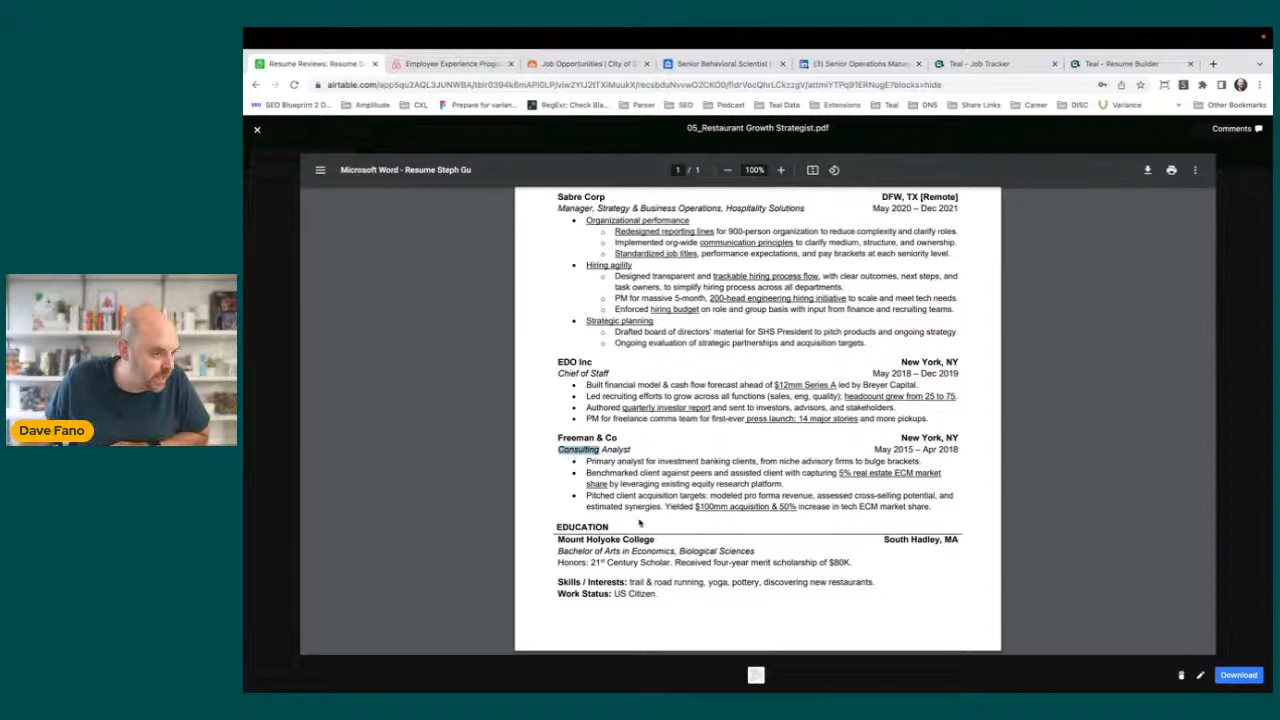 Resume Reviews: Resume S
Employee Experience Progr
Job Opportunities | City of S
Senior Behavioral Scientist |
(3) Senior Operations Mana
Teal – Job Tracker
Teal – Resume Builder
SEO Blueprint 2.0...
Amplitude
CXL
Prepare for varian...
RegExr: Check Bla...
Parser
SEO
Podcast
Teal Data
Extensions
Teal
DNS
Share Links
Career
DISC
Variance
Other Bookmarks
05_Restaurant Growth Strategist.pdf
Comments
Microsoft Word - Resume Steph Gu
1 / 1
100%
Sabre Corp DFW, TX [Remote]
Manager, Strategy & Business Operations, Hospitality Solutions May 2020 – Dec 2021
• Organizational performance
o Redesigned reporting lines for 900-person organization to reduce complexity and clarify roles.
o Implemented org-wide communication principles to clarify medium, structure, and ownership.
o Standardized job titles, performance expectations, and pay brackets at each seniority level.
• Hiring agility
o Designed transparent and trackable hiring process flow, with clear outcomes, next steps, and
task owners, to simplify hiring process across all departments.
o PM for massive 5-month, 200-head engineering hiring initiative to scale and meet tech needs.
o Enforced hiring budget on role and group basis with input from finance and recruiting teams.
• Strategic planning
o Drafted board of directors' material for SHS President to pitch products and ongoing strategy.
o Ongoing evaluation of strategic partnerships and acquisition targets.
EDO Inc New York, NY
Chief of Staff May 2018 – Dec 2019
• Built financial model & cash flow forecast ahead of $12mm Series A led by Breyer Capital.
• Led recruiting efforts to grow across all functions (sales, eng, quality); headcount grew from 25 to 75.
• Authored quarterly investor report and sent to investors, advisors, and stakeholders.
• PM for freelance comms team for first-ever press launch: 14 major stories and more pickups.
Freeman & Co New York, NY
Consulting Analyst May 2015 – Apr 2018
• Primary analyst for investment banking clients, from niche advisory firms to bulge brackets.
• Benchmarked client against peers and assisted client with capturing 5% real estate ECM market
share by leveraging existing equity research platform.
• Pitched client acquisition targets: modeled pro forma revenue, assessed cross-selling potential, and
estimated synergies. Yielded $100mm acquisition & 50% increase in tech ECM market share.
EDUCATION
Mount Holyoke College South Hadley, MA
Bachelor of Arts in Economics, Biological Sciences
Honors: 21st Century Scholar. Received four-year merit scholarship of $80K.
Skills / Interests: trail & road running, yoga, pottery, discovering new restaurants.
Work Status: US Citizen.
Dave Fano
Download